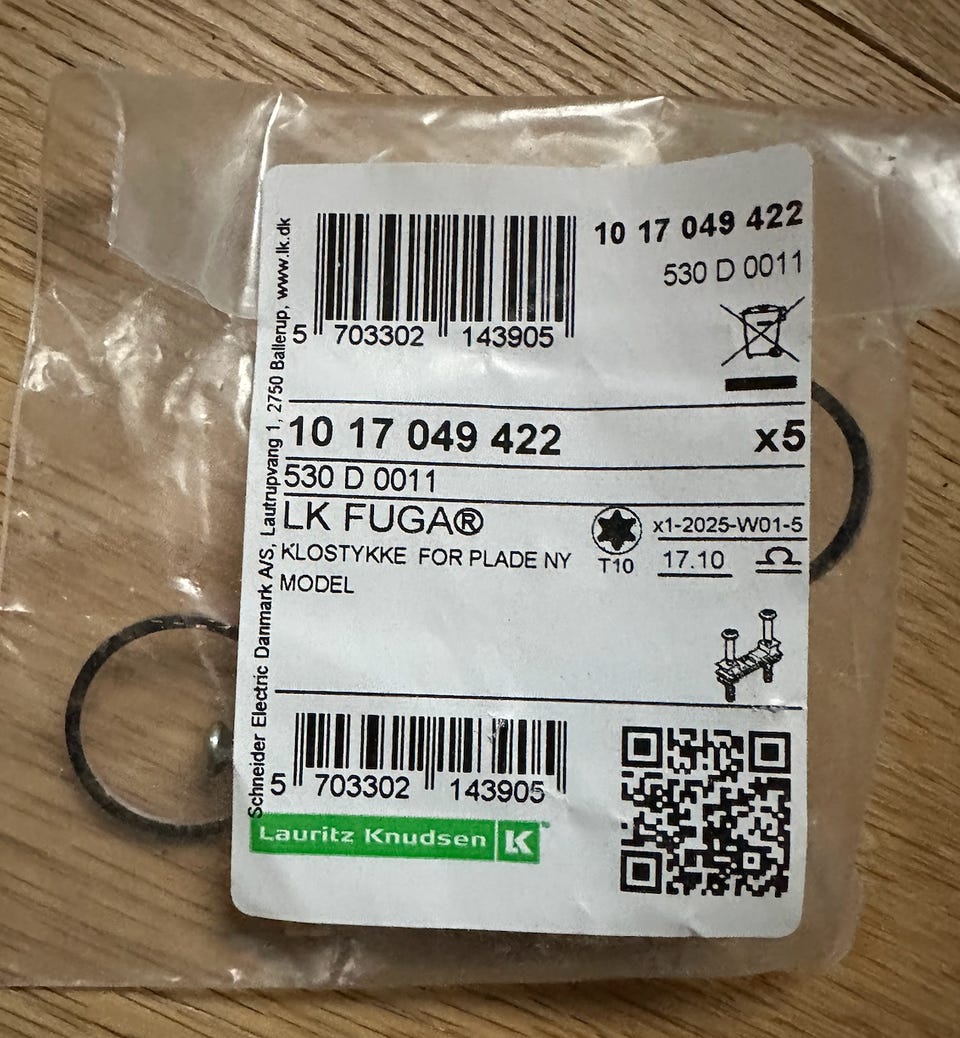 10 17 049 422
530 D 0011
5 703302 143905
10 17 049 422 x5
530 D 0011
LK FUGA®
KLOSTYKKE FOR PLADE NY
MODEL
T10
x1-2025-W01-5
17.10
5 703302 143905
Lauritz Knudsen K
Schneider Electric Danmark A/S, Lautrupvang 1, 2750 Ballerup, www.lk.dk